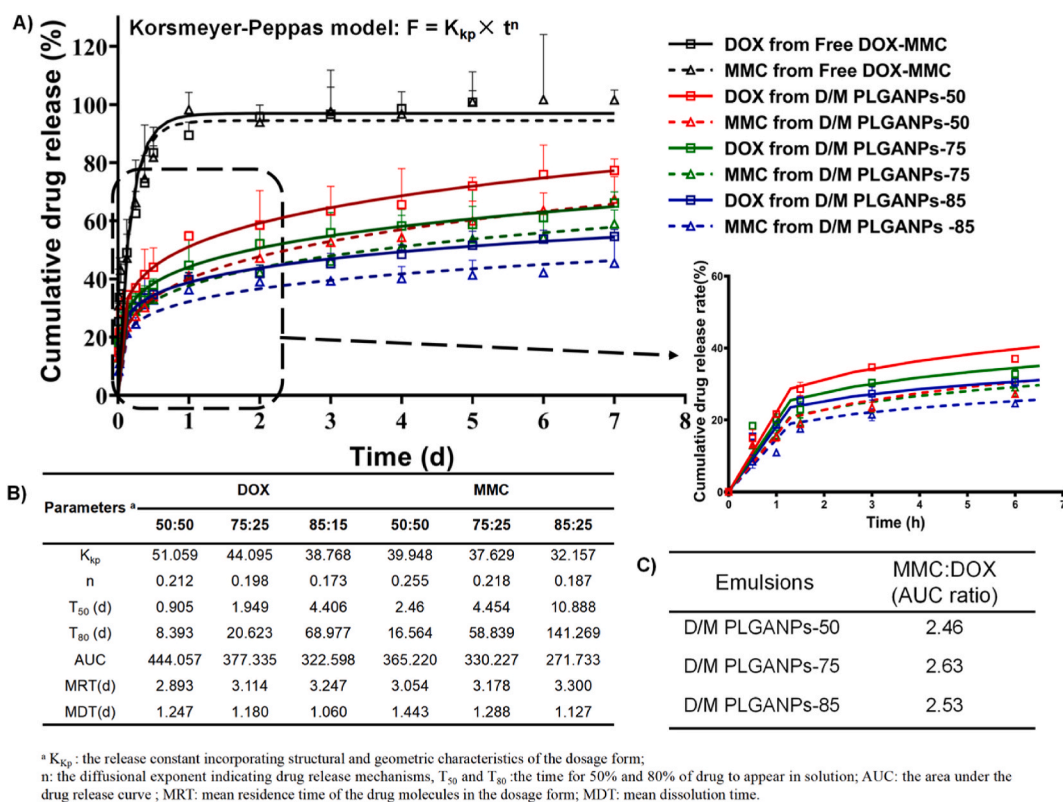 A)
Korsmeyer-Peppas model: F = Kkp× tn
Cumulative drug release (%)
120
100
80
60
40
20
0
0 1 2 3 4 5 6 7 8
Time (d)
DOX from Free DOX-MMC
MMC from Free DOX-MMC
DOX from D/M PLGANPs-50
MMC from D/M PLGANPs-50
DOX from D/M PLGANPs-75
MMC from D/M PLGANPs-75
DOX from D/M PLGANPs-85
MMC from D/M PLGANPs -85
Cumulative drug release rate(%)
60
40
20
0
0 1 2 3 4 5 6 7
Time (h)
B)
Parameters a DOX MMC
50:50 75:25 85:15 50:50 75:25 85:25
Kkp 51.059 44.095 38.768 39.948 37.629 32.157
n 0.212 0.198 0.173 0.255 0.218 0.187
T50 (d) 0.905 1.949 4.406 2.46 4.454 10.888
T80 (d) 8.393 20.623 68.977 16.564 58.839 141.269
AUC 444.057 377.335 322.598 365.220 330.227 271.733
MRT(d) 2.893 3.114 3.247 3.054 3.178 3.300
MDT(d) 1.247 1.180 1.060 1.443 1.288 1.127
C)
Emulsions MMC:DOX
(AUC ratio)
D/M PLGANPs-50 2.46
D/M PLGANPs-75 2.63
D/M PLGANPs-85 2.53
a KKp : the release constant incorporating structural and geometric characteristics of the dosage form;
n: the diffusional exponent indicating drug release mechanisms, T50 and T80 :the time for 50% and 80% of drug to appear in solution; AUC: the area under the
drug release curve ; MRT: mean residence time of the drug molecules in the dosage form; MDT: mean dissolution time.